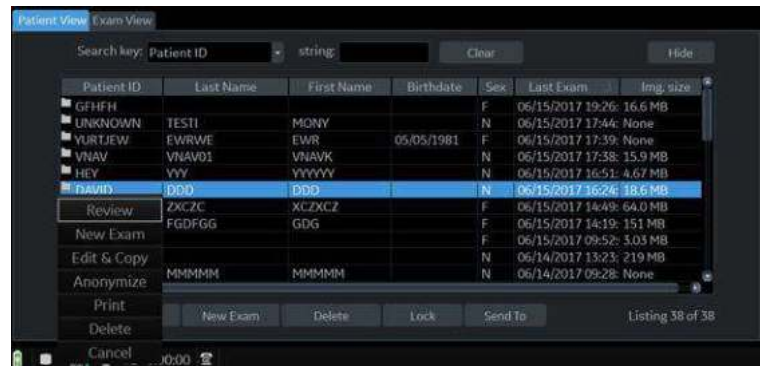 Patient View Exam View
Search key: Patient ID string: Clear Hide
Patient ID Last Name First Name Birthdate Sex Last Exam Img. size
GFHFH F 06/15/2017 19:26: 16.6 MB
UNKNOWN TESTI MONY N 06/15/2017 17:44: None
YURTJEW EWRWE EWR 05/05/1981 N 06/15/2017 17:39: None
VNAV VNAV01 VNAVK N 06/15/2017 17:38: 15.9 MB
HEY YYY YYYYYY N 06/15/2017 16:51: 4.67 MB
DAVID DDD DDD N 06/15/2017 16:24: 18.6 MB
Review ZXCZC XCZXCZ F 06/15/2017 14:49: 64.0 MB
New Exam FGDFGG GDG F 06/15/2017 14:19: 151 MB
F 06/15/2017 09:52: 3.03 MB
Edit & Copy N 06/14/2017 13:23: 219 MB
Anonymize MMMMM MMMMM N 06/14/2017 09:28: None
Print New Exam Delete Lock Send To Listing 38 of 38
Delete
Cancel 00:00